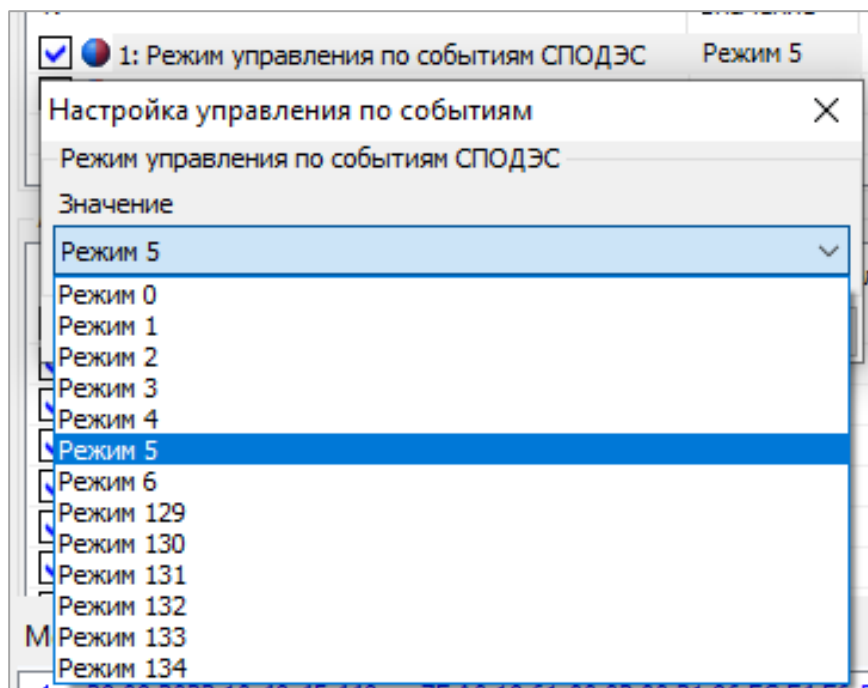 1: Режим управления по событиям СПОДЭС Режим 5
Настройка управления по событиям
Режим управления по событиям СПОДЭС
Значение
Режим 5
Режим 0
Режим 1
Режим 2
Режим 3
Режим 4
Режим 5
Режим 6
Режим 129
Режим 130
Режим 131
Режим 132
Режим 133
Режим 134